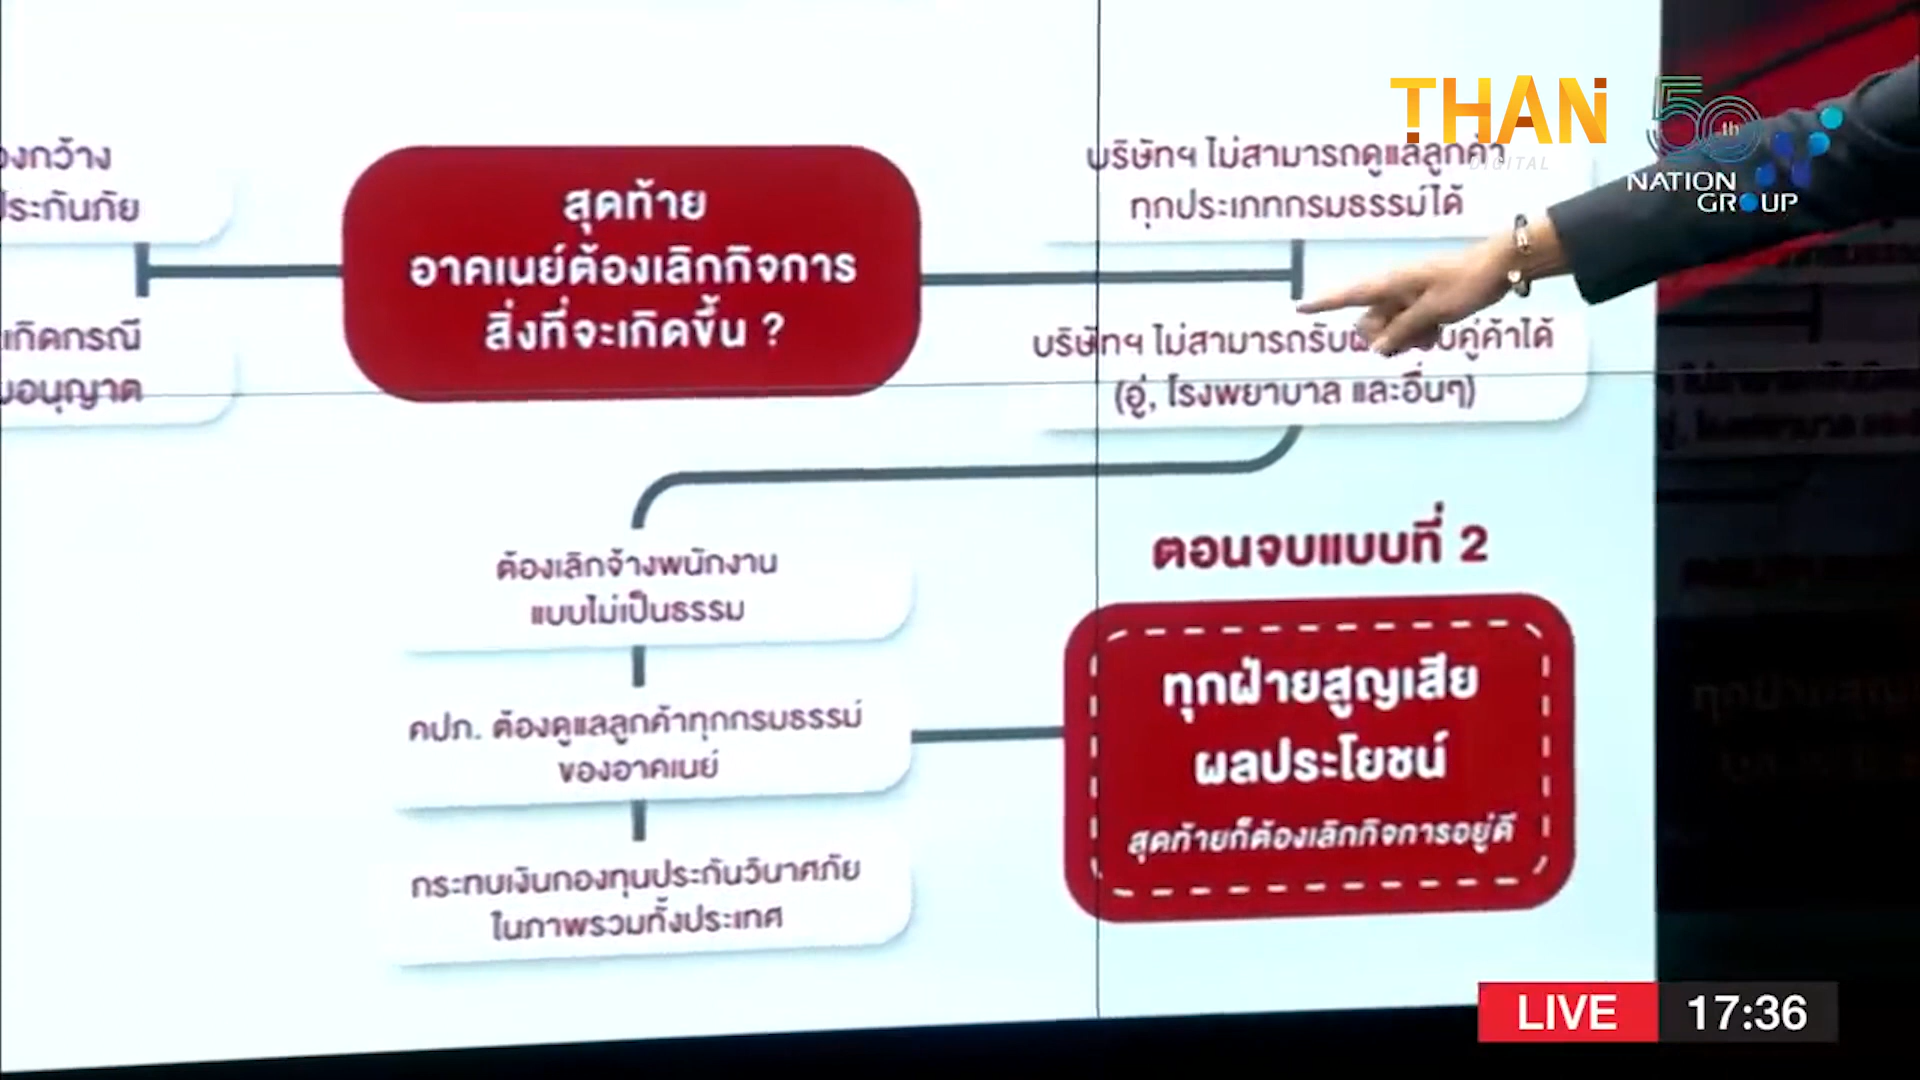 THAN
DIGITAL
50th
NATION
GROUP
องกว้าง
ประกันภัย
เกิดกรณี
บอนุญาต
สุดท้าย
อาคเนย์ต้องเลิกกิจการ
สิ่งที่จะเกิดขึ้น ?
บริษัทฯ ไม่สามารถดูแลลูกค้า
ทุกประเภทกรมธรรม์ได้
บริษัทฯ ไม่สามารถรับ คู่ค้าได้
(อู่, โรงพยาบาล และอื่นๆ)
ต้องเลิกจ้างพนักงาน
แบบไม่เป็นธรรม
คปภ. ต้องดูแลลูกค้าทุกกรมธรรม์
ของอาคเนย์
กระทบเงินกองทุนประกันวินาศภัย
ในภาพรวมทั้งประเทศ
ตอนจบแบบที่ 2
ทุกฝ่ายสูญเสีย
ผลประโยชน์
สุดท้ายก็ต้องเลิกกิจการอยู่ดี
LIVE 17:36